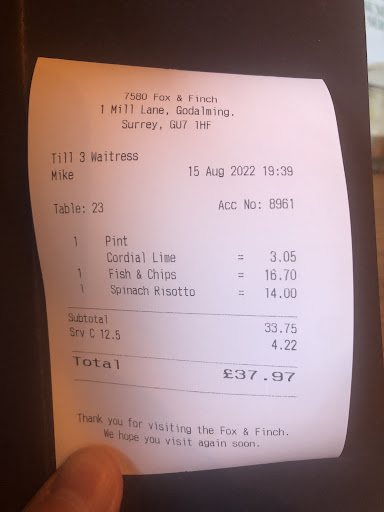 7580 Fox & Finch
1 Mill Lane, Godalming.
Surrey, GU7 1HF
Till 3 Waitress
Mike 15 Aug 2022 19:39
Table: 23 Acc No: 8961
1 Pint
Cordial Lime = 3.05
1 Fish & Chips = 16.70
1 Spinach Risotto = 14.00
Subtotal 33.75
Srv C 12.5 4.22
Total £37.97
Thank you for visiting the Fox & Finch.
We hope you visit again soon.